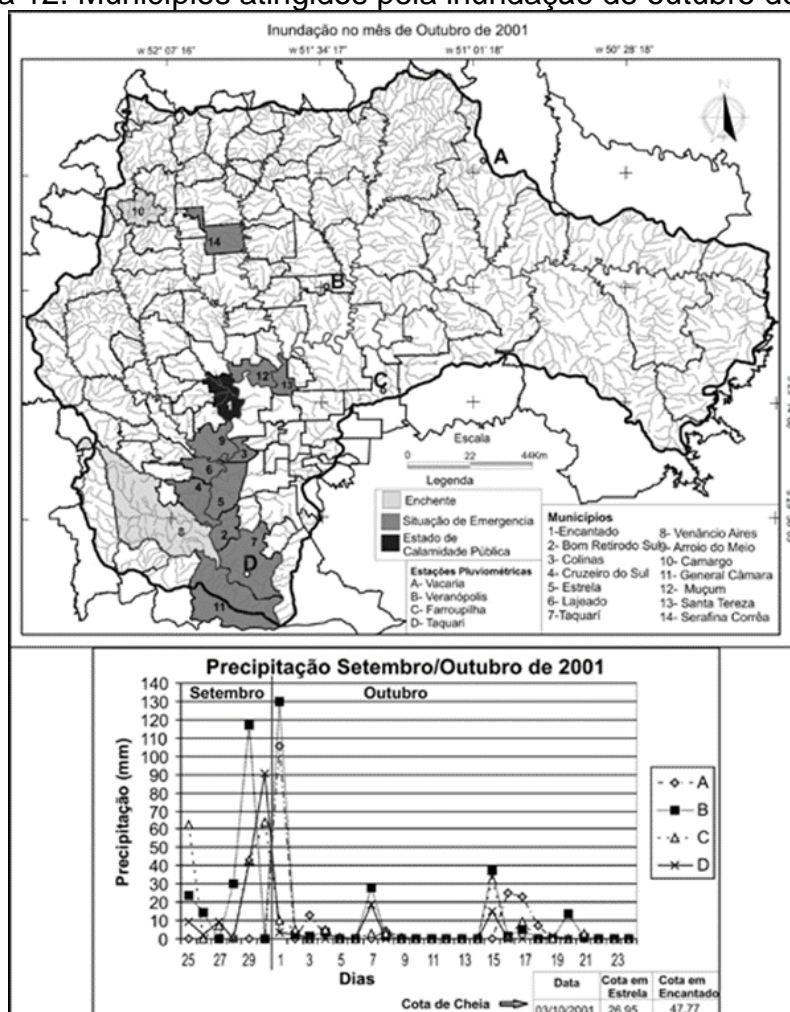 a 12: Municípios atingidos pela inundação de outubro de
Inundação no mês de Outubro de 2001
w 52 07 16 w 51 34 17 w 51 01 18 w 50 28 18
N
A
10
14
B
12
13
C
1
9
3
6
4
5
8
2
7
D
11
Escala
0 22 44Km
Legenda
Enchente
Situação de Emergencia
Estado de
Calamidade Pública
Estações Pluviométricas
A- Vacaria
B- Veranópolis
C- Farroupilha
D- Taquari
Municípios
1-Encantado
2- Bom Retirodo Sul
3- Colinas
4- Cruzeiro do Sul
5- Estrela
6- Lajeado
7-Taquarí
8- Venâncio Aires
9- Arroio do Meio
10- Camargo
11- General Câmara
12- Muçum
13- Santa Tereza
14- Serafina Corrêa
Precipitação Setembro/Outubro de 2001
Setembro Outubro
Precipitação (mm)
140
130
120
110
100
90
80
70
60
50
40
30
20
10
0
25 27 29 1 3 5 7 9 11 13 15 17 19 21 23
Dias
A
B
C
D
Cota de Cheia
Data Cota em Estrela Cota em Encantado
03/10/2001 26,95 47,77